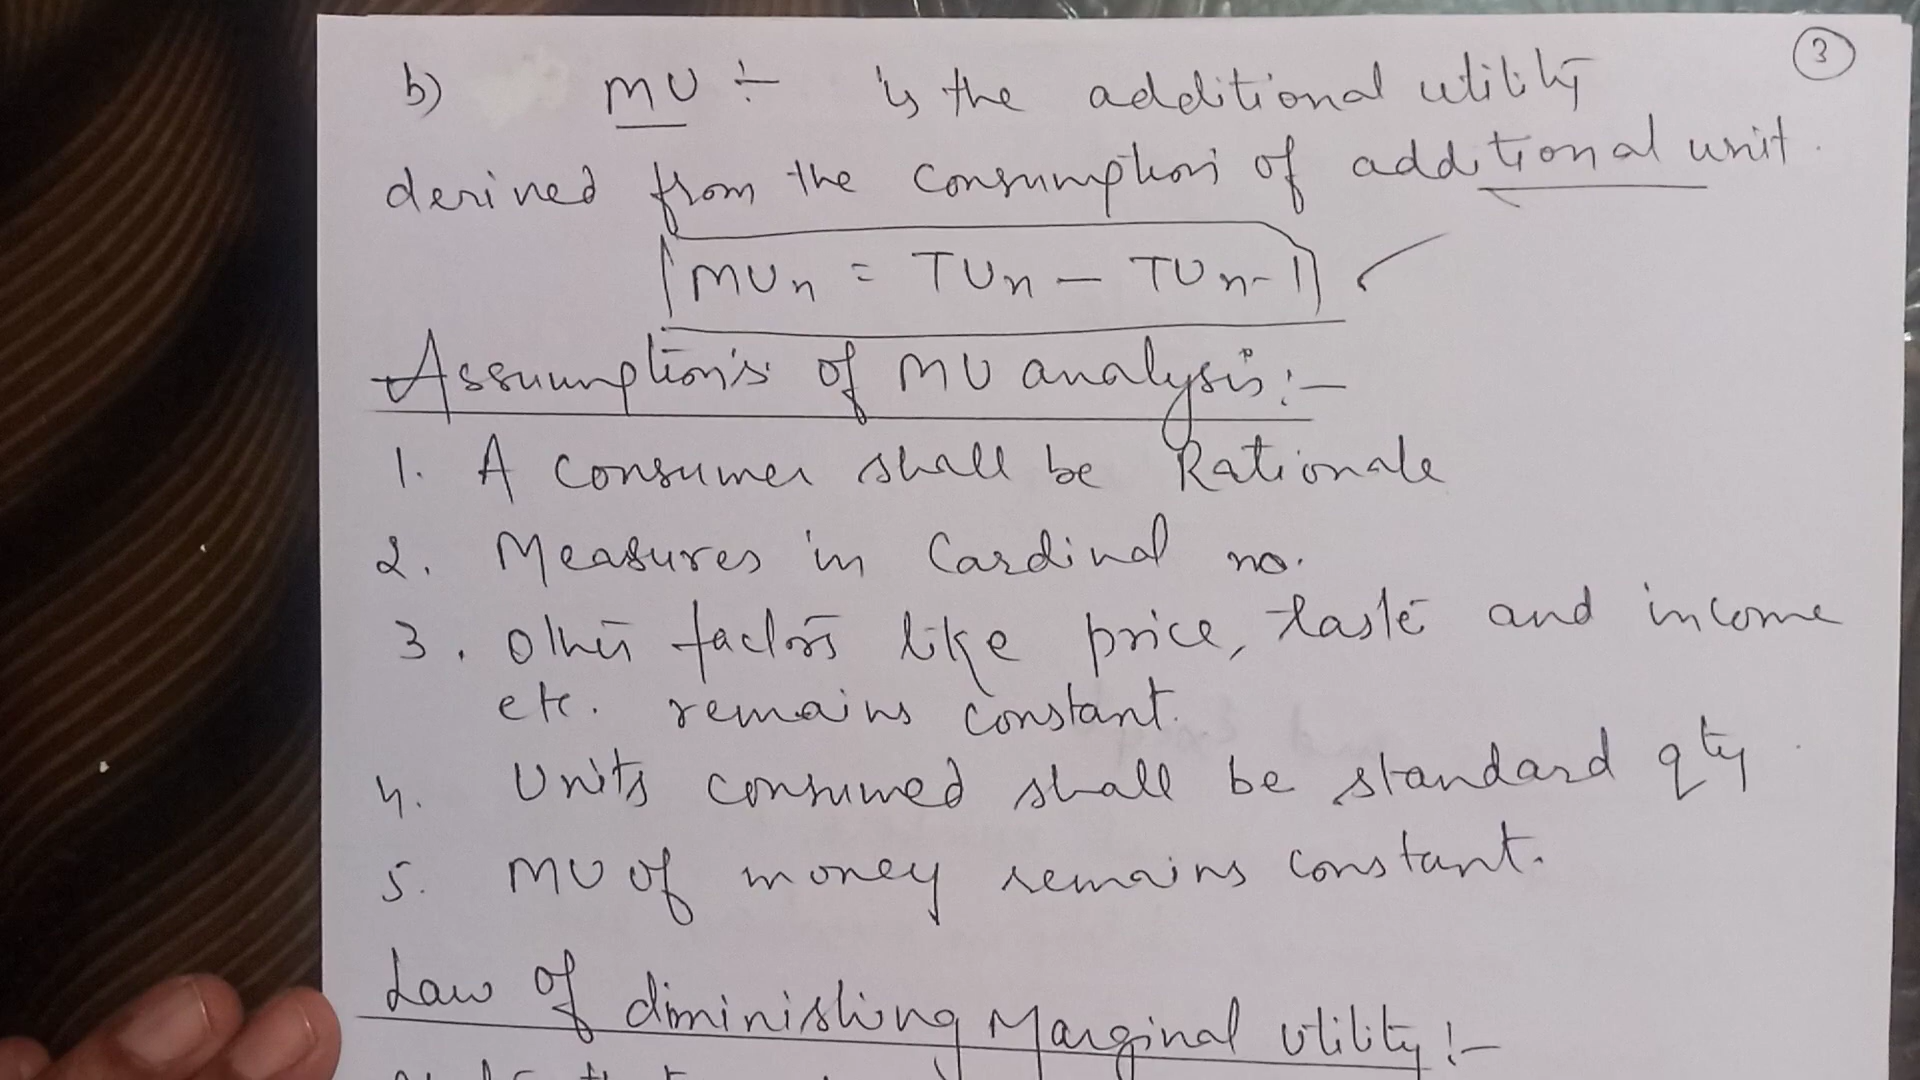 3
b) MU :- is the additional utility
derived from the consumption of additional unit.
MUn = TUn - TUn-1
Assumptions of MU analysis :-
1. A consumer shall be Rationale
2. Measures in Cardinal no.
3. Other factors like price, taste and income
etc. remains constant.
4. Units consumed shall be standard qty.
5. MU of money remains constant.
Law of diminishing Marginal utility :-